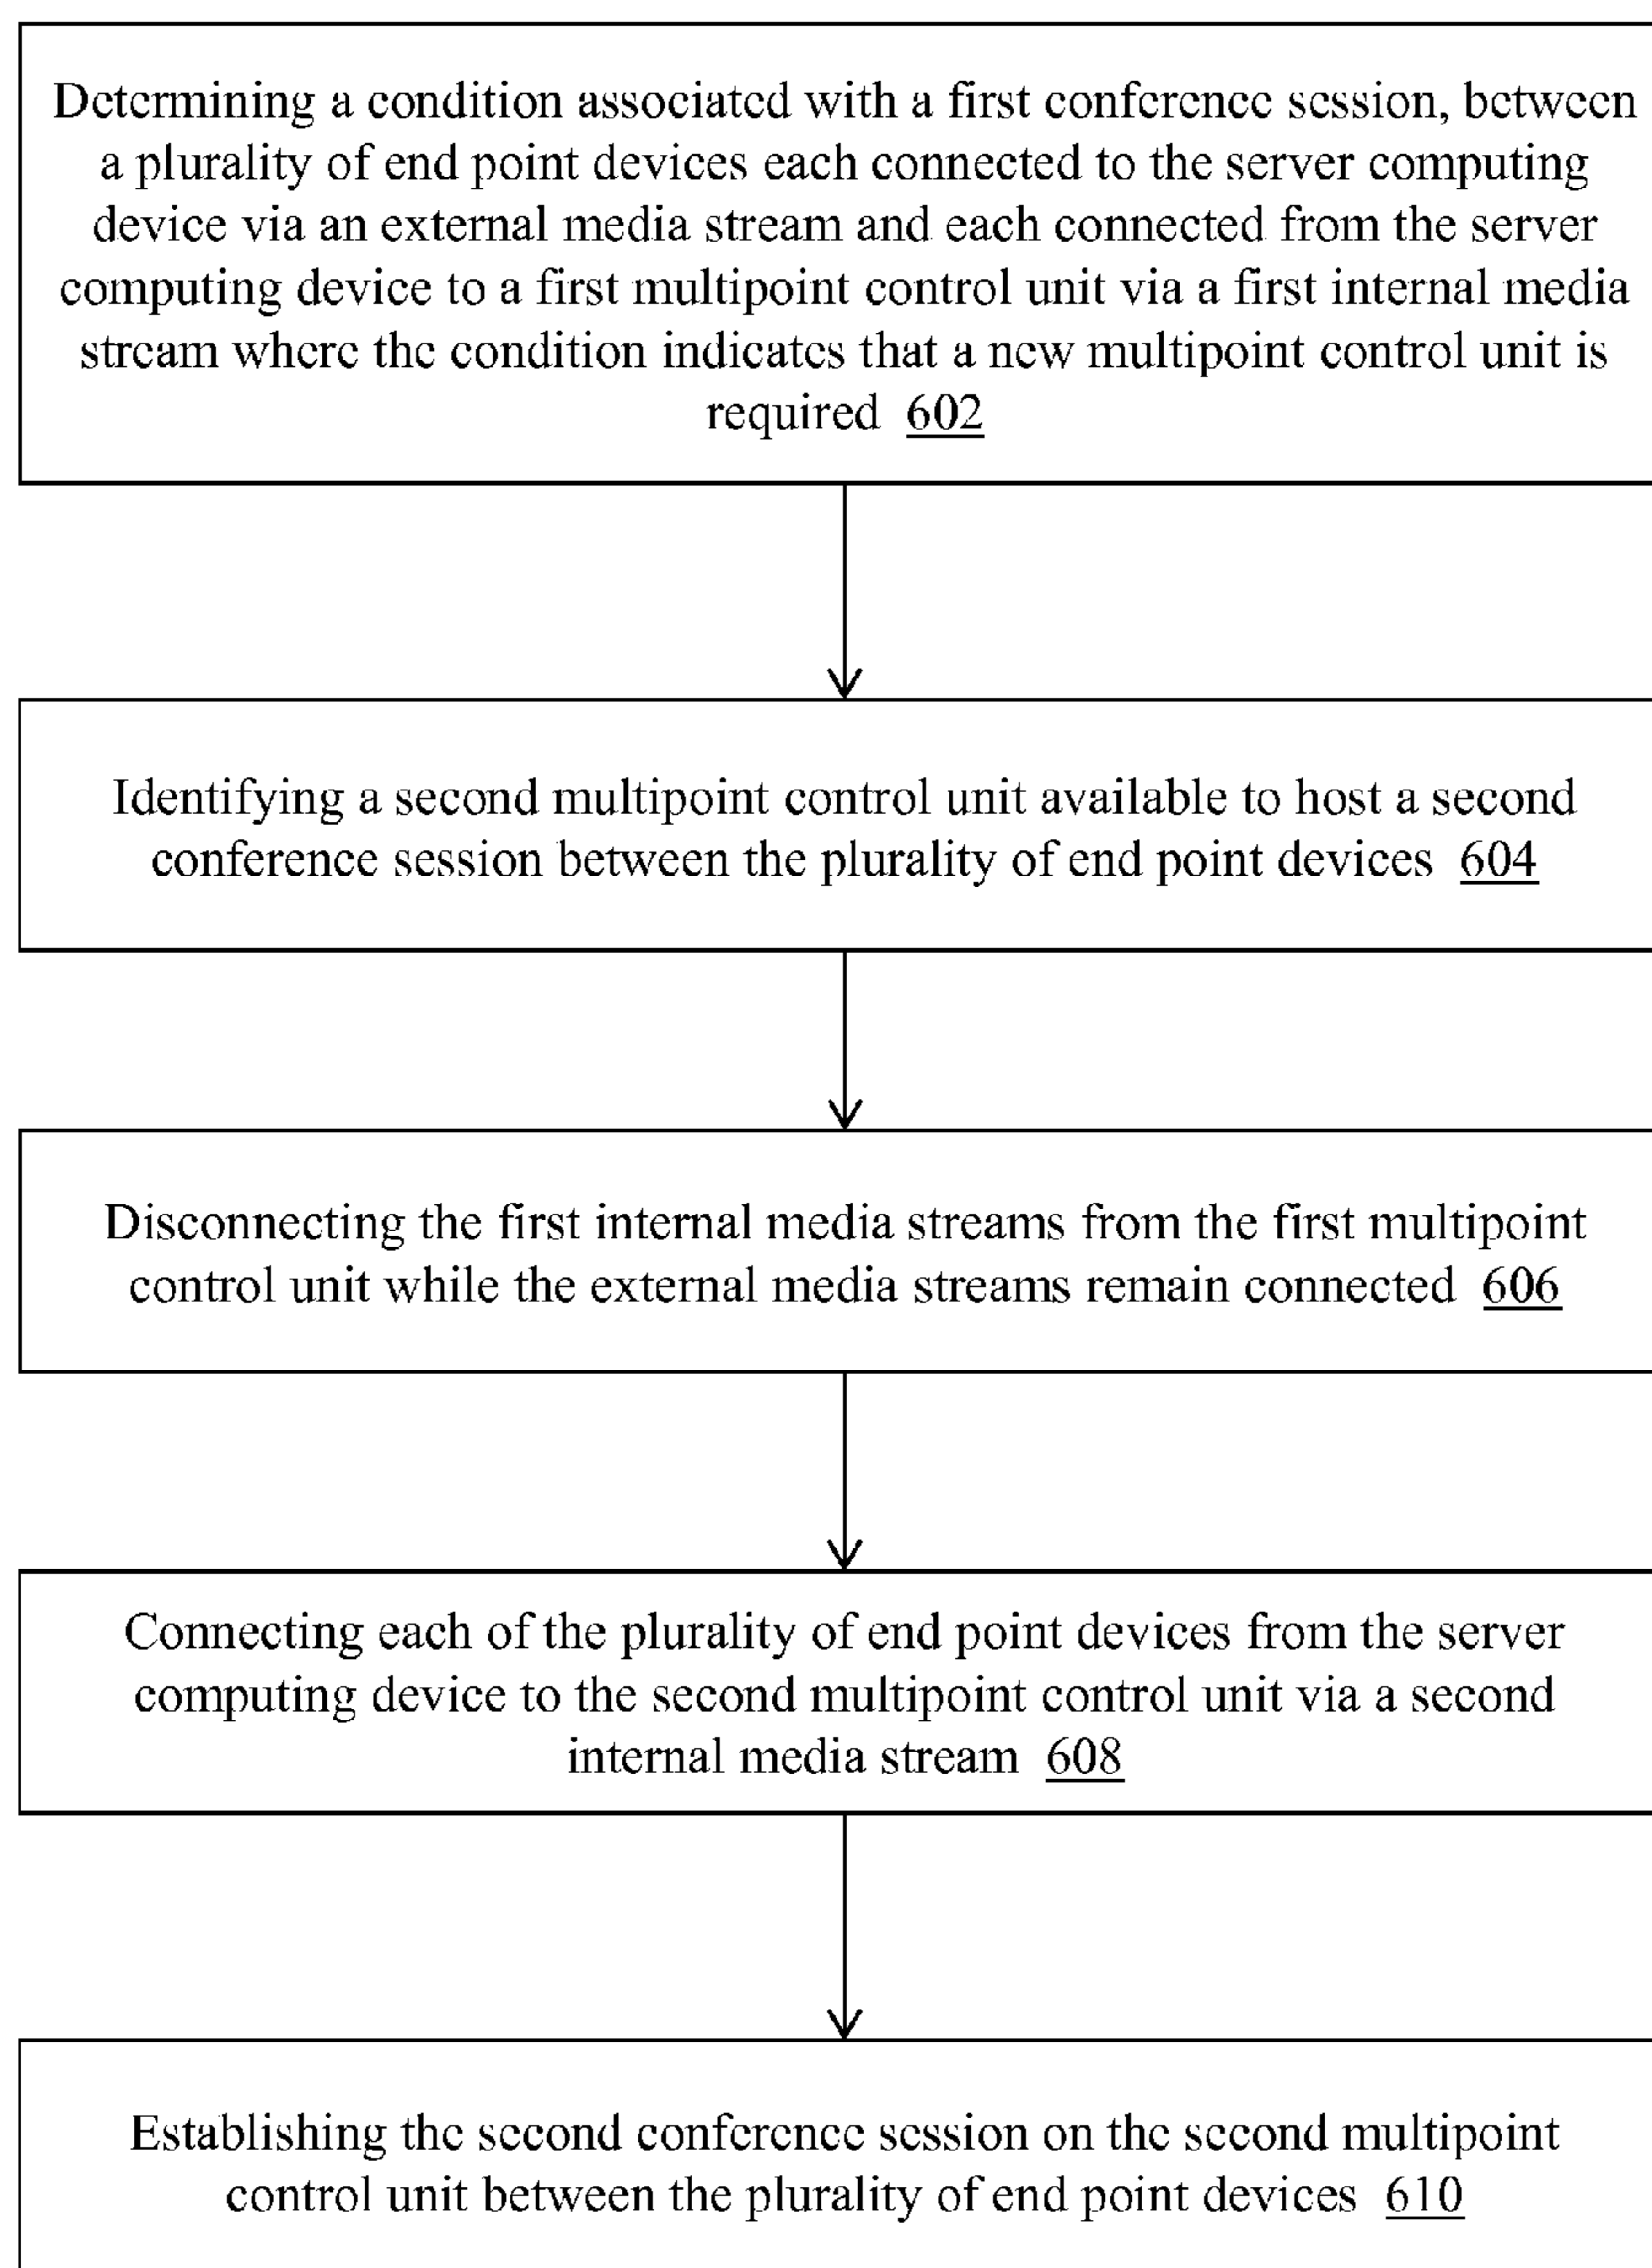 Determining a condition associated with a first conference session, between
a plurality of end point devices each connected to the server computing
device via an external media stream and each connected from the server
computing device to a first multipoint control unit via a first internal media
stream where the condition indicates that a new multipoint control unit is
required 602
Identifying a second multipoint control unit available to host a second
conference session between the plurality of end point devices 604
Disconnecting the first internal media streams from the first multipoint
control unit while the external media streams remain connected 606
Connecting each of the plurality of end point devices from the server
computing device to the second multipoint control unit via a second
internal media stream 608
Establishing the second conference session on the second multipoint
control unit between the plurality of end point devices 610